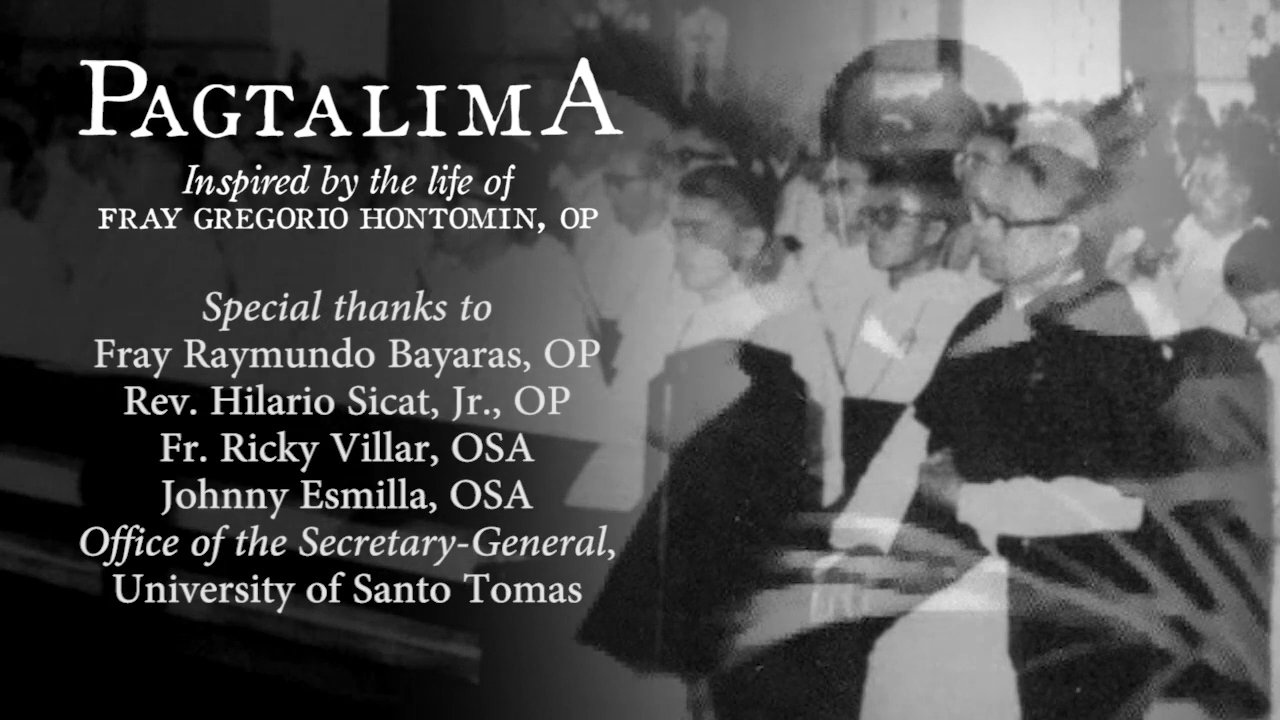 PAGTALIMA
Inspired by the life of
FRAY GREGORIO HONTOMIN, OP
Special thanks to
Fray Raymundo Bayaras, OP
Rev. Hilario Sicat, Jr., OP
Fr. Ricky Villar, OSA
Johnny Esmilla, OSA
Office of the Secretary-General,
University of Santo Tomas